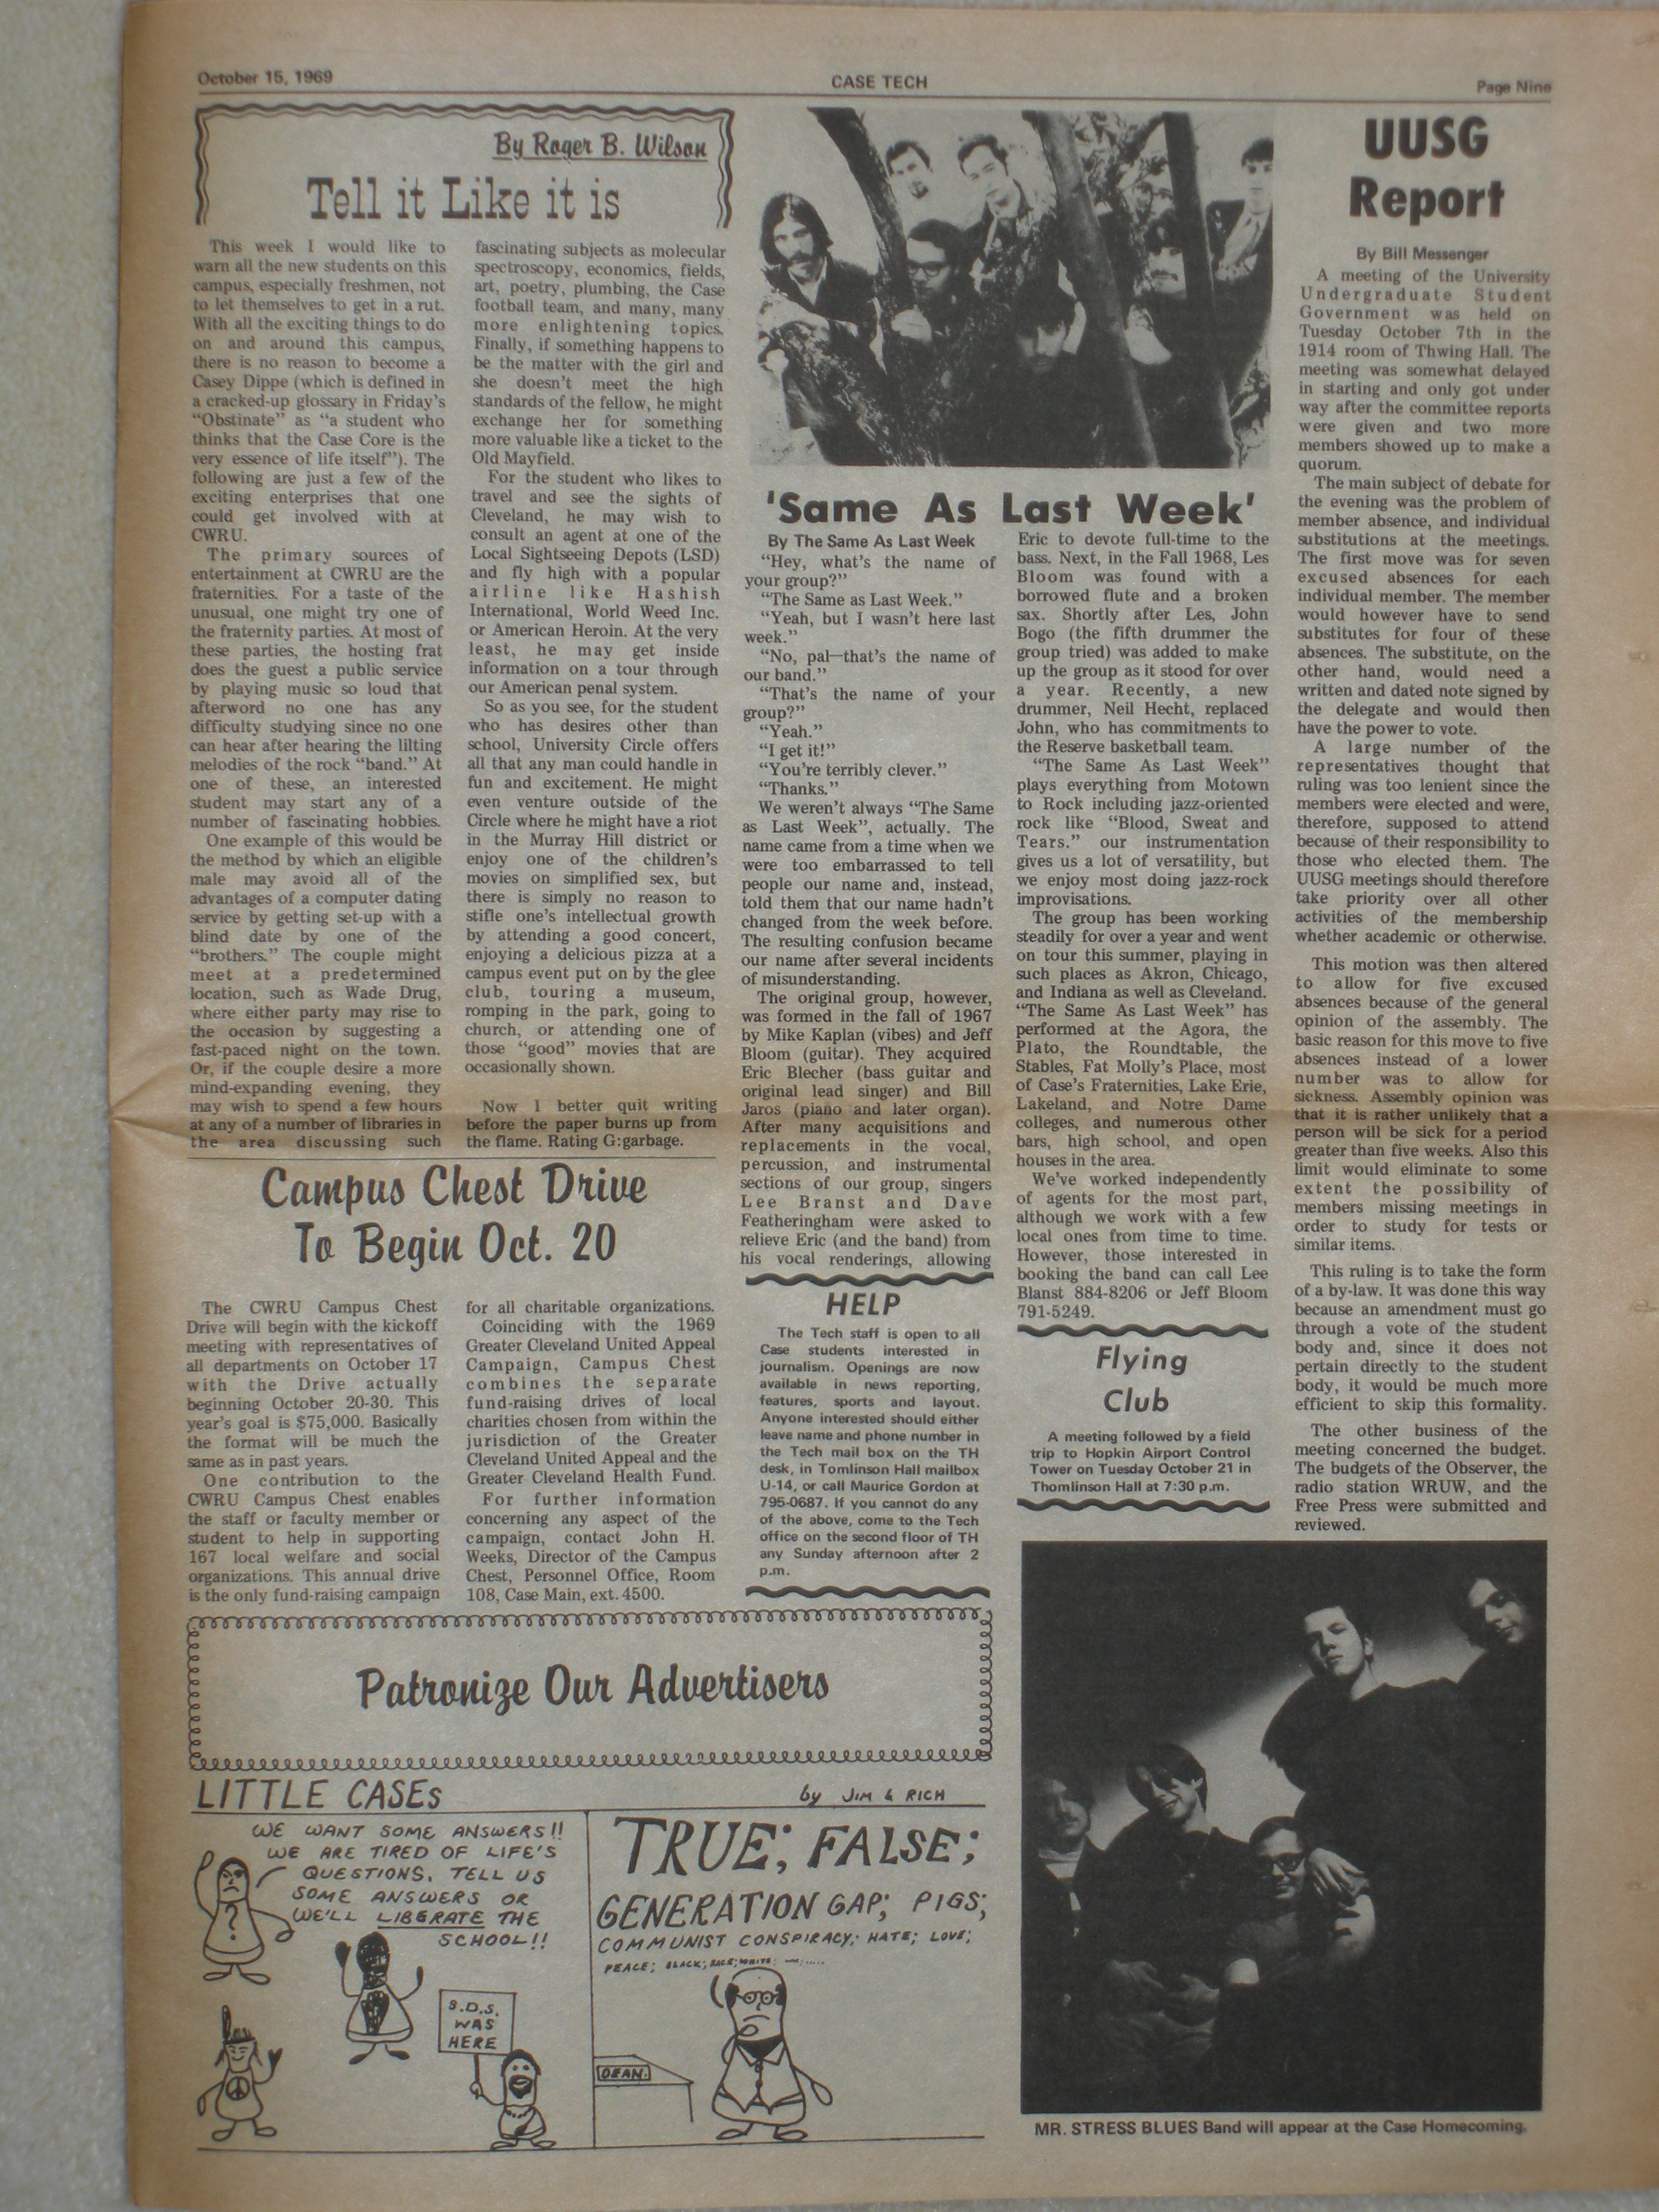 October 15, 1969
CASE TECH
Page Nine
By Roger B. Wilson
Tell it Like it is
This week I would like to
warn all the new students on this
campus, especially freshmen, not
to let themselves to get in a rut.
With all the exciting things to do
on and around this campus,
there is no reason to become a
Casey Dippe (which is defined in
a cracked-up glossary in Friday's
"Obstinate" as "a student who
thinks that the Case Core is the
very essence of life itself"). The
following are just a few of the
exciting enterprises that one
could get involved with at
CWRU.
The primary sources of
entertainment at CWRU are the
fraternities. For a taste of the
unusual, one might try one of
the fraternity parties. At most of
these parties, the hosting frat
does the guest a public service
by playing music so loud that
afterword no one has any
difficulty studying since no one
can hear after hearing the lilting
melodies of the rock "band." At
one of these, an interested
student may start any of a
number of fascinating hobbies.
One example of this would be
the method by which an eligible
male may avoid all of the
advantages of a computer dating
service by getting set-up with a
blind date by one of the
"brothers." The couple might
meet at a predetermined
location, such as Wade Drug,
where either party may rise to
the occasion by suggesting a
fast-paced night on the town.
Or, if the couple desire a more
mind-expanding evening, they
may wish to spend a few hours
at any of a number of libraries in
the area discussing such
fascinating subjects as molecular
spectroscopy, economics, fields,
art, poetry, plumbing, the Case
football team, and many, many
more enlightening topics.
Finally, if something happens to
be the matter with the girl and
she doesn't meet the high
standards of the fellow, he might
exchange her for something
more valuable like a ticket to the
Old Mayfield.
For the student who likes to
travel and see the sights of
Cleveland, he may wish to
consult an agent at one of the
Local Sightseeing Depots (LSD)
and fly high with a popular
airline like Hashish
International, World Weed Inc.
or American Heroin. At the very
least, he may get inside
information on a tour through
our American penal system.
So as you see, for the student
who has desires other than
school, University Circle offers
all that any man could handle in
fun and excitement. He might
even venture outside of the
Circle where he might have a riot
in the Murray Hill district or
enjoy one of the children's
movies on simplified sex, but
there is simply no reason to
stifle one's intellectual growth
by attending a good concert,
enjoying a delicious pizza at a
campus event put on by the glee
club, touring a museum,
romping in the park, going to
church, or attending one of
those "good" movies that are
occasionally shown.
Now I better quit writing
before the paper burns up from
the flame. Rating G:garbage.
Campus Chest Drive
To Begin Oct. 20
The CWRU Campus Chest
Drive will begin with the kickoff
meeting with representatives of
all departments on October 17
with the Drive actually
beginning October 20-30. This
year's goal is $75,000. Basically
the format will be much the
same as in past years.
One contribution to the
CWRU Campus Chest enables
the staff or faculty member or
student to help in supporting
167 local welfare and social
organizations. This annual drive
is the only fund-raising campaign
for all charitable organizations.
Coinciding with the 1969
Greater Cleveland United Appeal
Campaign, Campus Chest
combines the separate
fund-raising drives of local
charities chosen from within the
jurisdiction of the Greater
Cleveland United Appeal and the
Greater Cleveland Health Fund.
For further information
concerning any aspect of the
campaign, contact John H.
Weeks, Director of the Campus
Chest, Personnel Office, Room
108, Case Main, ext. 4500.
'Same As Last Week'
By The Same As Last Week
"Hey, what's the name of
your group?"
"The Same as Last Week."
"Yeah, but I wasn't here last
week."
"No, pal—that's the name of
our band."
"That's the name of your
group?"
"Yeah."
"I get it!"
"You're terribly clever."
"Thanks."
We weren't always "The Same
as Last Week", actually. The
name came from a time when we
were too embarrassed to tell
people our name and, instead,
told them that our name hadn't
changed from the week before.
The resulting confusion became
our name after several incidents
of misunderstanding.
The original group, however,
was formed in the fall of 1967
by Mike Kaplan (vibes) and Jeff
Bloom (guitar). They acquired
Eric Blecher (bass guitar and
original lead singer) and Bill
Jaros (piano and later organ).
After many acquisitions and
replacements in the vocal,
percussion, and instrumental
sections of our group, singers
Lee Branst and Dave
Featheringham were asked to
relieve Eric (and the band) from
his vocal renderings, allowing
Eric to devote full-time to the
bass. Next, in the Fall 1968, Les
Bloom was found with a
borrowed flute and a broken
sax. Shortly after Les, John
Bogo (the fifth drummer the
group tried) was added to make
up the group as it stood for over
a year. Recently, a new
drummer, Neil Hecht, replaced
John, who has commitments to
the Reserve basketball team.
"The Same As Last Week"
plays everything from Motown
to Rock including jazz-oriented
rock like "Blood, Sweat and
Tears." our instrumentation
gives us a lot of versatility, but
we enjoy most doing jazz-rock
improvisations.
The group has been working
steadily for over a year and went
on tour this summer, playing in
such places as Akron, Chicago,
and Indiana as well as Cleveland.
"The Same As Last Week" has
performed at the Agora, the
Plato, the Roundtable, the
Stables, Fat Molly's Place, most
of Case's Fraternities, Lake Erie,
Lakeland, and Notre Dame
colleges, and numerous other
bars, high school, and open
houses in the area.
We've worked independently
of agents for the most part,
although we work with a few
local ones from time to time.
However, those interested in
booking the band can call Lee
Blanst 884-8206 or Jeff Bloom
791-5249.
HELP
The Tech staff is open to all
Case students interested in
journalism. Openings are now
available in news reporting,
features, sports and layout.
Anyone interested should either
leave name and phone number in
the Tech mail box on the TH
desk, in Tomlinson Hall mailbox
U-14, or call Maurice Gordon at
795-0687. If you cannot do any
of the above, come to the Tech
office on the second floor of TH
any Sunday afternoon after 2
p.m.
Flying
Club
A meeting followed by a field
trip to Hopkin Airport Control
Tower on Tuesday October 21 in
Thomlinson Hall at 7:30 p.m.
UUSG
Report
By Bill Messenger
A meeting of the University
Undergraduate Student
Government was held on
Tuesday October 7th in the
1914 room of Thwing Hall. The
meeting was somewhat delayed
in starting and only got under
way after the committee reports
were given and two more
members showed up to make a
quorum.
The main subject of debate for
the evening was the problem of
member absence, and individual
substitutions at the meetings.
The first move was for seven
excused absences for each
individual member. The member
would however have to send
substitutes for four of these
absences. The substitute, on the
other hand, would need a
written and dated note signed by
the delegate and would then
have the power to vote.
A large number of the
representatives thought that
ruling was too lenient since the
members were elected and were,
therefore, supposed to attend
because of their responsibility to
those who elected them. The
UUSG meetings should therefore
take priority over all other
activities of the membership
whether academic or otherwise.
This motion was then altered
to allow for five excused
absences because of the general
opinion of the assembly. The
basic reason for this move to five
absences instead of a lower
number was to allow for
sickness. Assembly opinion was
that it is rather unlikely that a
person will be sick for a period
greater than five weeks. Also this
limit would eliminate to some
extent the possibility of
members missing meetings in
order to study for tests or
similar items.
This ruling is to take the form
of a by-law. It was done this way
because an amendment must go
through a vote of the student
body and, since it does not
pertain directly to the student
body, it would be much more
efficient to skip this formality.
The other business of the
meeting concerned the budget.
The budgets of the Observer, the
radio station WRUW, and the
Free Press were submitted and
reviewed.
Patronize Our Advertisers
LITTLE CASES
by JIM & RICH
WE WANT SOME ANSWERS!!
WE ARE TIRED OF LIFE'S
QUESTIONS. TELL US
SOME ANSWERS OR
WE'LL LIBERATE THE
SCHOOL!!
?
S.D.S.
WAS
HERE
TRUE; FALSE;
GENERATION GAP; PIGS;
COMMUNIST CONSPIRACY; HATE; LOVE;
PEACE; BLACK; RACE; WHITE;
DEAN
MR. STRESS BLUES Band will appear at the Case Homecoming.